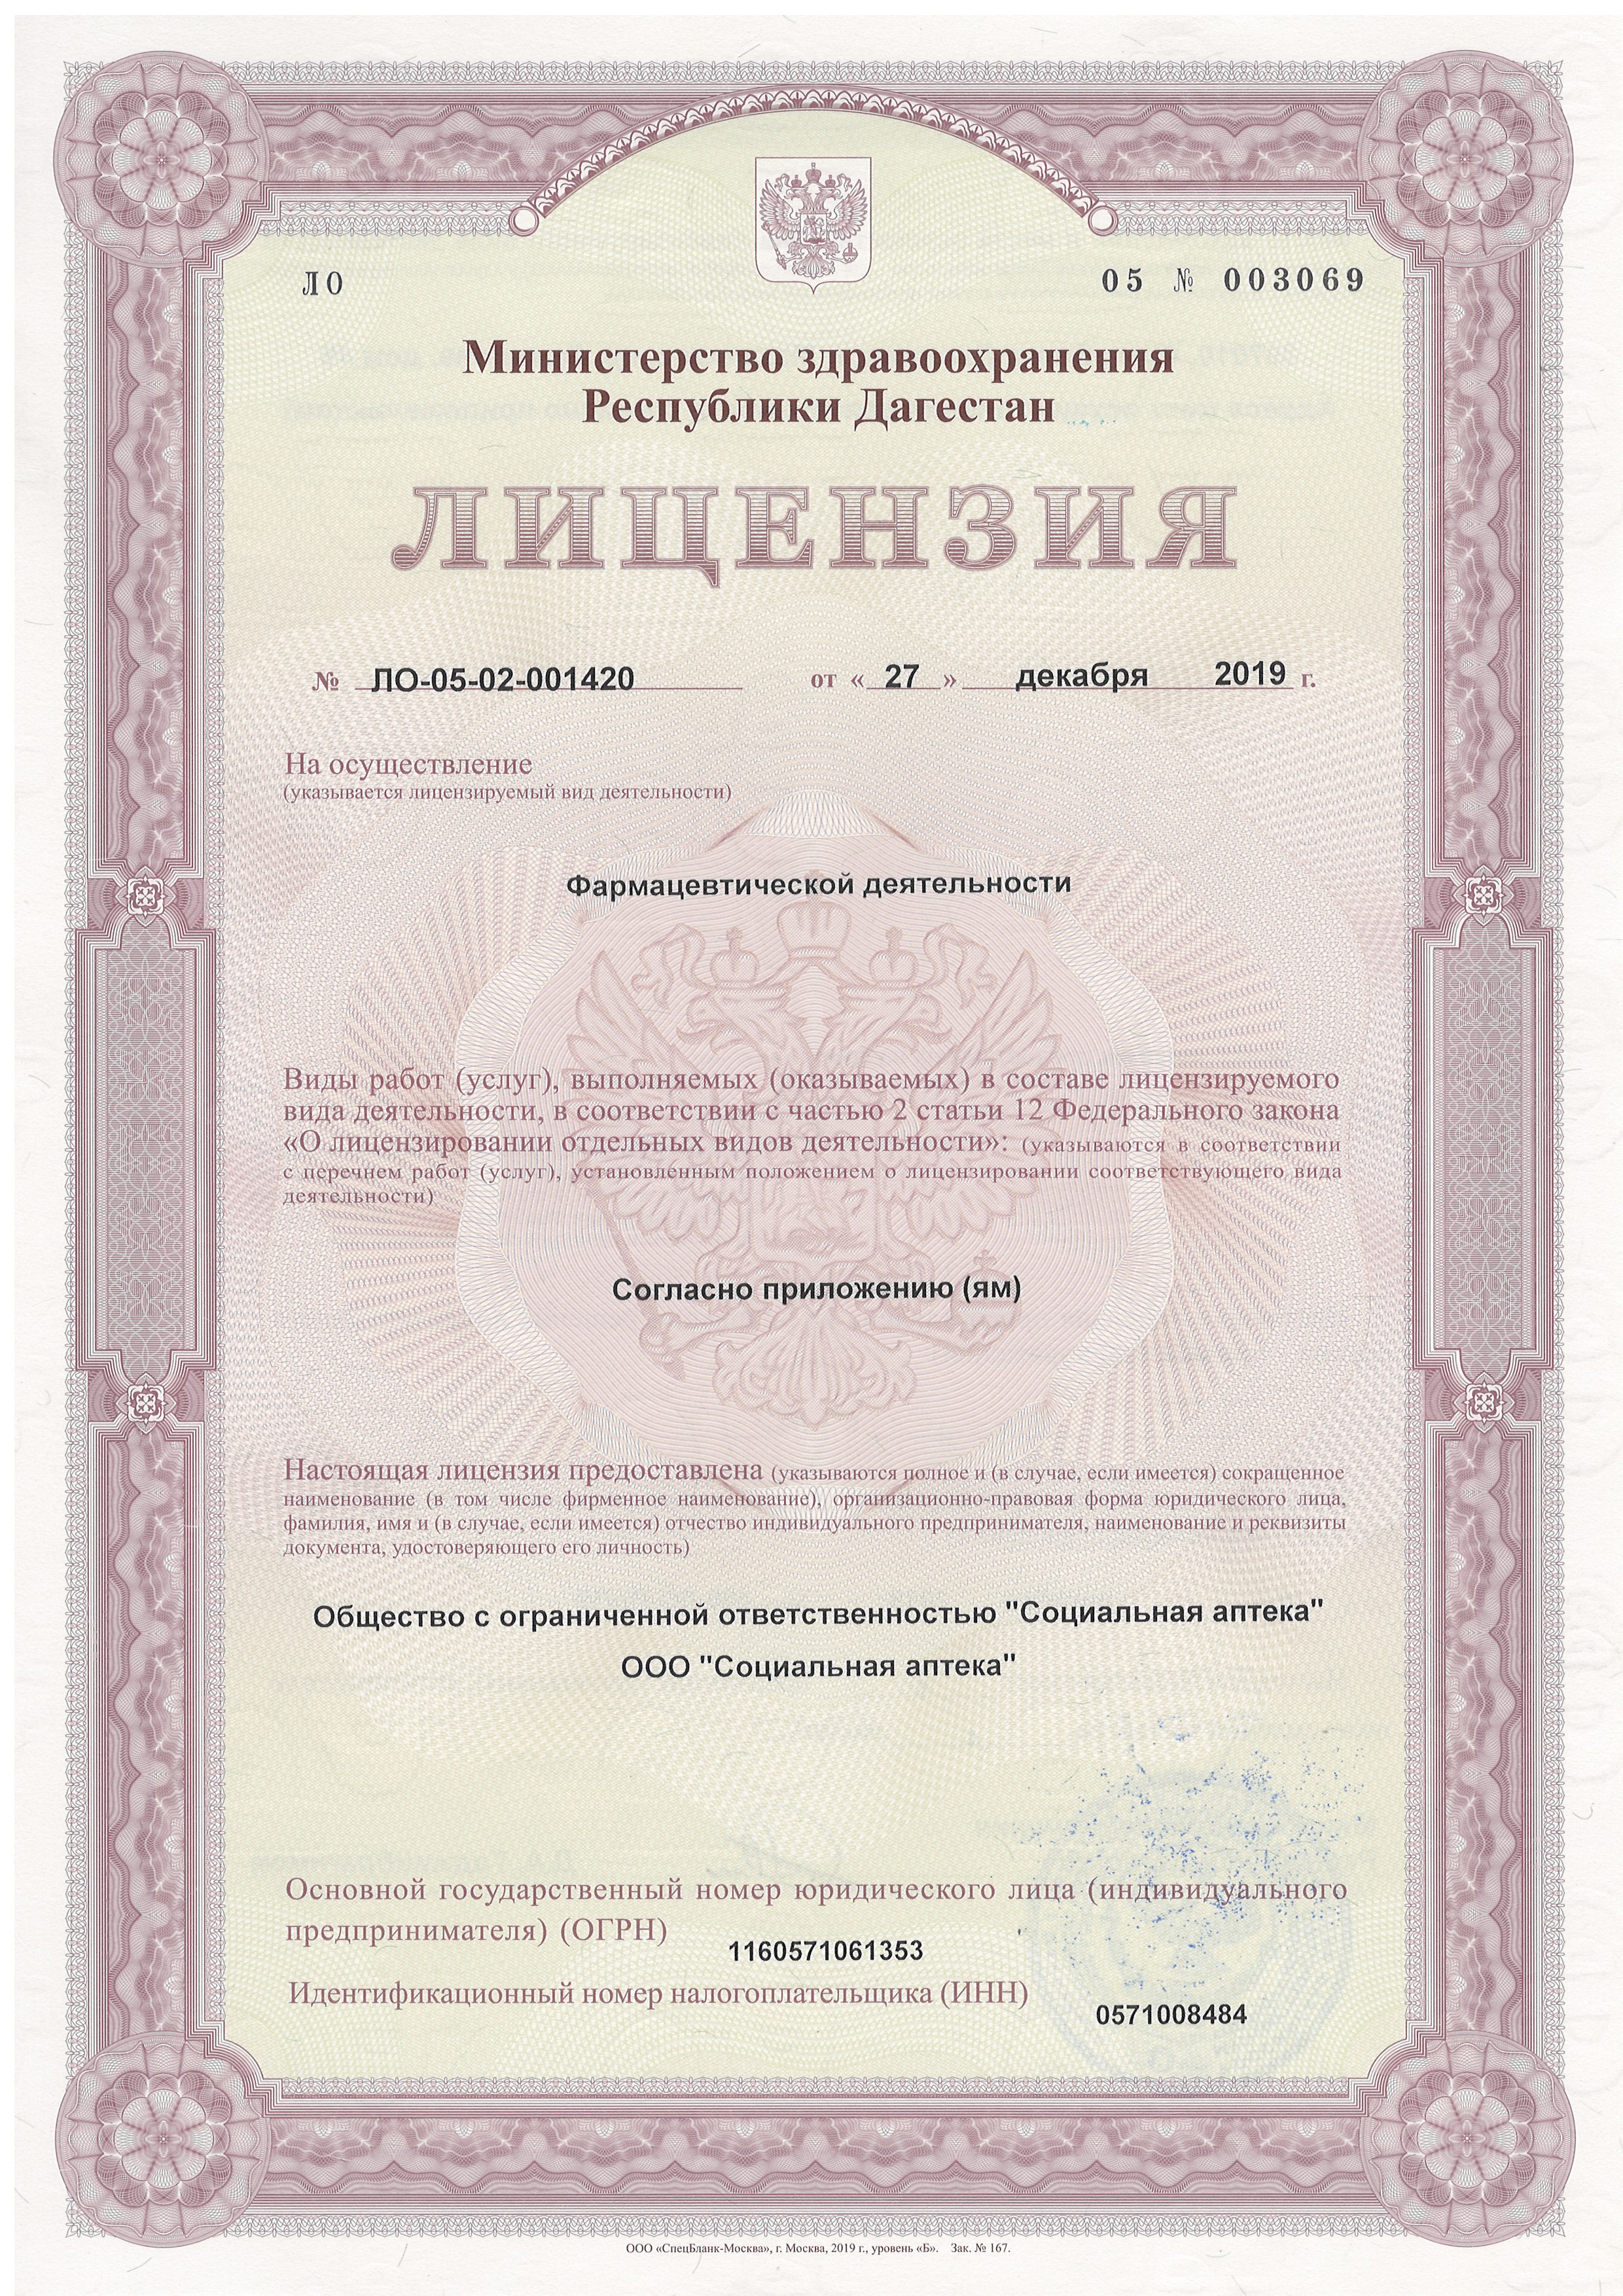 ЛО 05 № 003069
Министерство здравоохранения
Республики Дагестан
ЛИЦЕНЗИЯ
№ ЛО-05-02-001420 от « 27 » декабря 2019 г.
На осуществление
(указывается лицензируемый вид деятельности)
Фармацевтической деятельности
Виды работ (услуг), выполняемых (оказываемых) в составе лицензируемого
вида деятельности, в соответствии с частью 2 статьи 12 Федерального закона
«О лицензировании отдельных видов деятельности»: (указываются в соответствии
с перечнем работ (услуг), установленным положением о лицензировании соответствующего вида
деятельности)
Согласно приложению (ям)
Настоящая лицензия предоставлена (указываются полное и (в случае, если имеется) сокращенное
наименование (в том числе фирменное наименование), организационно-правовая форма юридического лица,
фамилия, имя и (в случае, если имеется) отчество индивидуального предпринимателя, наименование и реквизиты
документа, удостоверяющего его личность)
Общество с ограниченной ответственностью "Социальная аптека"
ООО "Социальная аптека"
Основной государственный номер юридического лица (индивидуального
предпринимателя) (ОГРН)
1160571061353
Идентификационный номер налогоплательщика (ИНН)
0571008484
ООО «СпецБланк-Москва», г. Москва, 2019 г., уровень «Б». Зак. № 167.